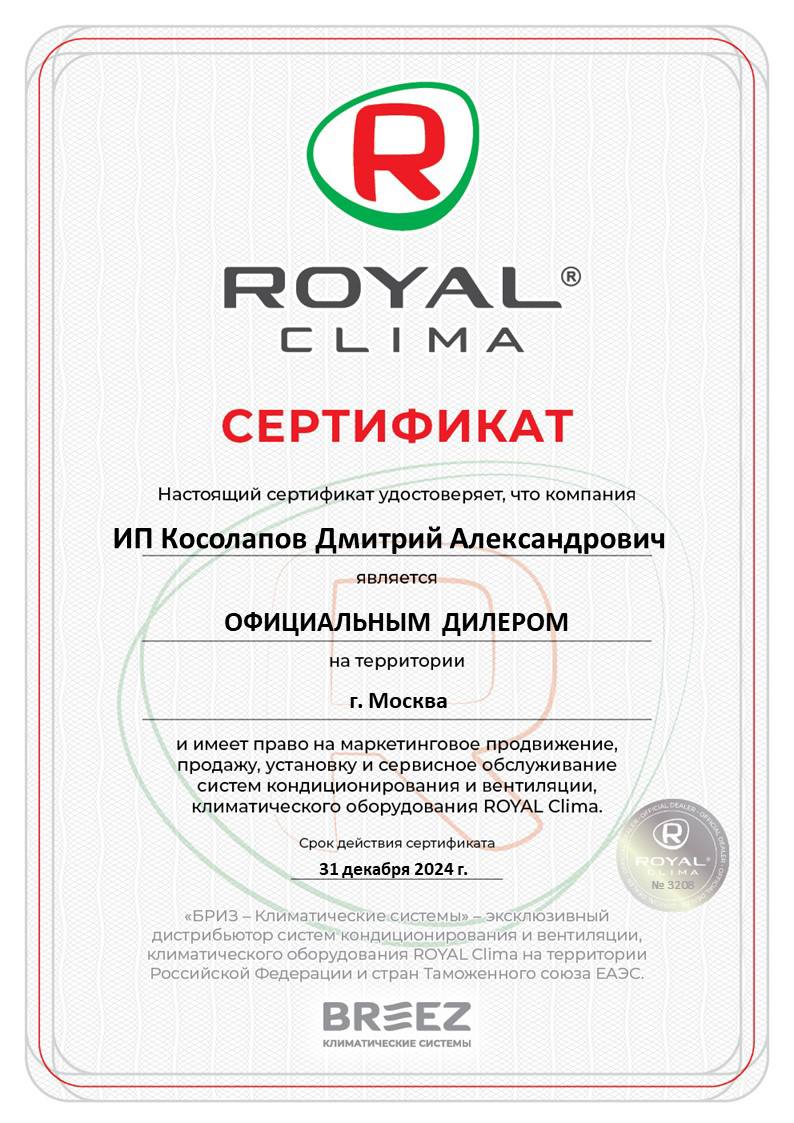 R
ROYAL®
CLIMA
СЕРТИФИКАТ
Настоящий сертификат удостоверяет, что компания
ИП Косолапов Дмитрий Александрович
является
ОФИЦИАЛЬНЫМ ДИЛЕРОМ
на территории
г. Москва
и имеет право на маркетинговое продвижение,
продажу, установку и сервисное обслуживание
систем кондиционирования и вентиляции,
климатического оборудования ROYAL Clima.
Срок действия сертификата
31 декабря 2024 г.
OFFICIAL DEALER · OFFICIAL DEALER
R
ROYAL®
CLIMA
№ 3208
«БРИЗ – Климатические системы» – эксклюзивный
дистрибьютор систем кондиционирования и вентиляции,
климатического оборудования ROYAL Clima на территории
Российской Федерации и стран Таможенного союза ЕАЭС.
BREEZ
КЛИМАТИЧЕСКИЕ СИСТЕМЫ